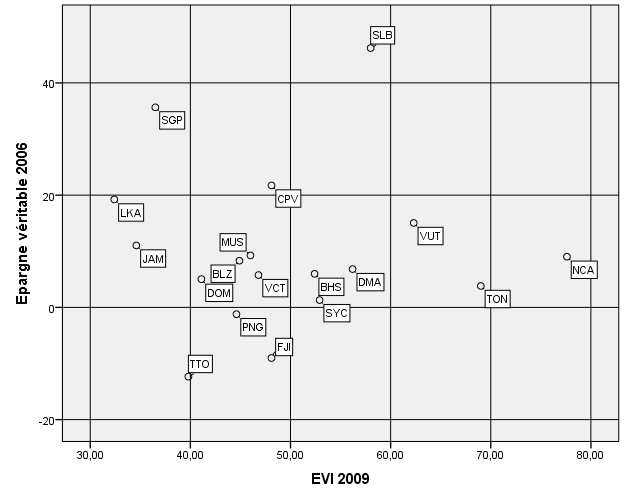 SLB
40
SGP
20
CPV
LKA
MUS
VUT
JAM
BLZ
NCA
VCT
BHS
DMA
DOM
TON
0
SYC
PNG
FJI
TTO
-20
30,00
40,00
50,00
60,00
70,00
80,00
Epargne véritable 2006
EVI 2009